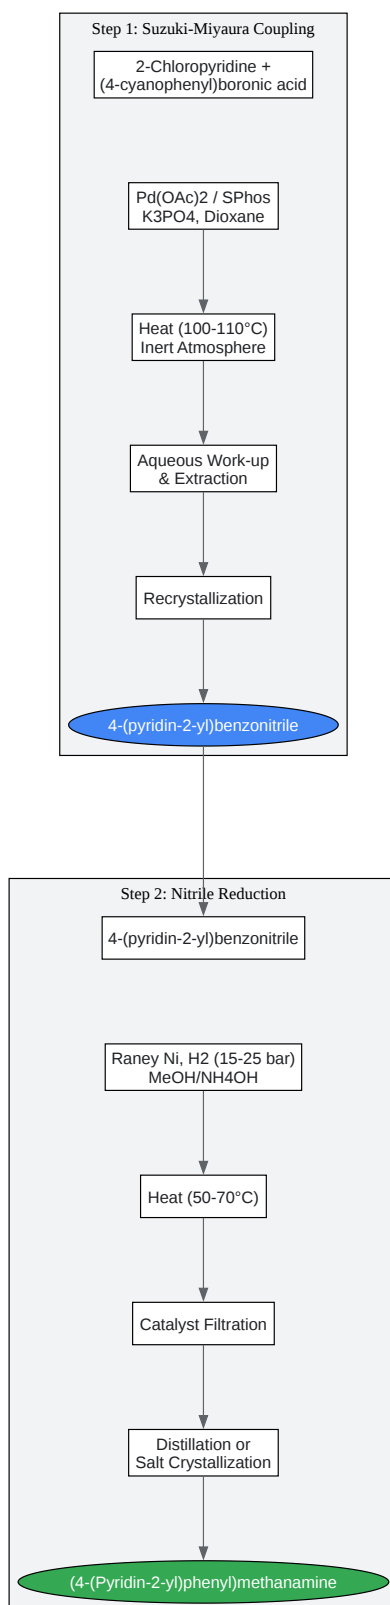 Step 1: Suzuki-Miyaura Coupling
2-Chloropyridine +
(4-cyanophenyl)boronic acid
Pd(OAc)2 / SPhos
K3PO4, Dioxane
Heat (100-110°C)
Inert Atmosphere
Aqueous Work-up
& Extraction
Recrystallization
4-(pyridin-2-yl)benzonitrile
Step 2: Nitrile Reduction
4-(pyridin-2-yl)benzonitrile
Raney Ni, H2 (15-25 bar)
MeOH/NH4OH
Heat (50-70°C)
Catalyst Filtration
Distillation or
Salt Crystallization
(4-(Pyridin-2-yl)phenyl)methanamine